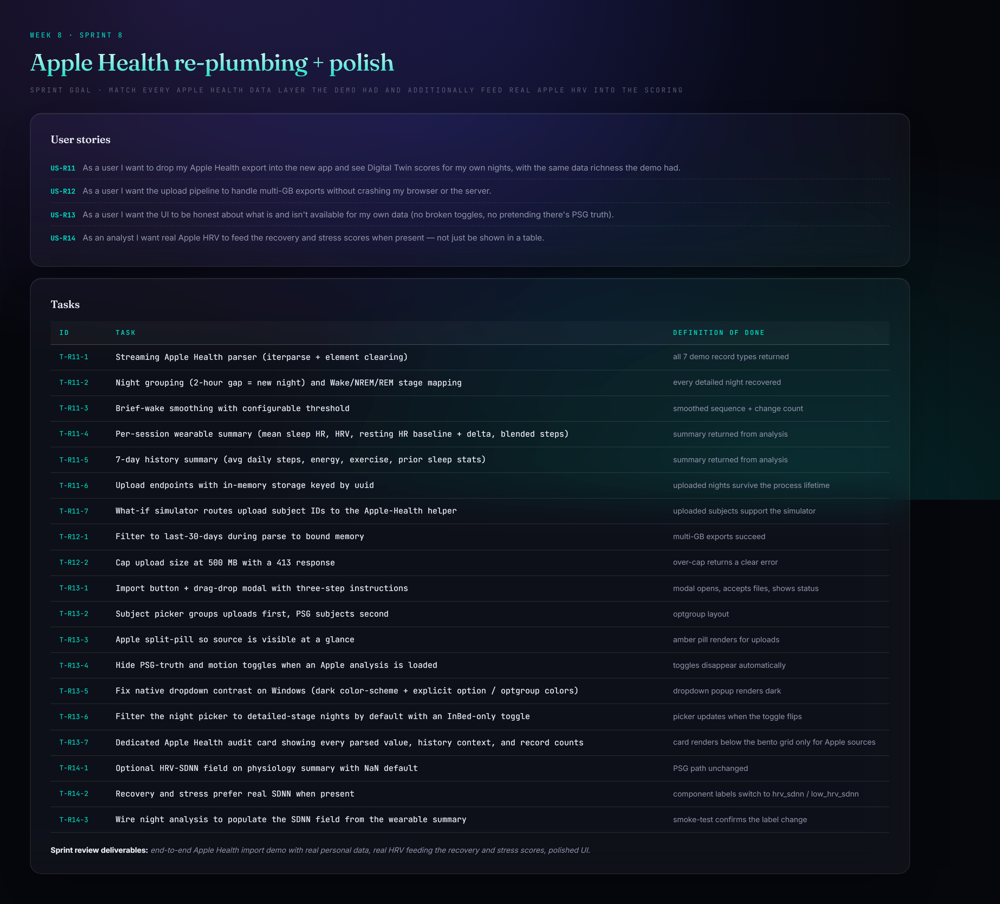 WEEK 8 · SPRINT 8
Apple Health re-plumbing + polish
SPRINT GOAL · MATCH EVERY APPLE HEALTH DATA LAYER THE DEMO HAD AND ADDITIONALLY FEED REAL APPLE HRV INTO THE SCORING
User stories
US-R11 As a user I want to drop my Apple Health export into the new app and see Digital Twin scores for my own nights, with the same data richness the demo had.
US-R12 As a user I want the upload pipeline to handle multi-GB exports without crashing my browser or the server.
US-R13 As a user I want the UI to be honest about what is and isn't available for my own data (no broken toggles, no pretending there's PSG truth).
US-R14 As an analyst I want real Apple HRV to feed the recovery and stress scores when present — not just be shown in a table.
Tasks
ID TASK DEFINITION OF DONE
T-R11-1 Streaming Apple Health parser (iterparse + element clearing) all 7 demo record types returned
T-R11-2 Night grouping (2-hour gap = new night) and Wake/NREM/REM stage mapping every detailed night recovered
T-R11-3 Brief-wake smoothing with configurable threshold smoothed sequence + change count
T-R11-4 Per-session wearable summary (mean sleep HR, HRV, resting HR baseline + delta, blended steps) summary returned from analysis
T-R11-5 7-day history summary (avg daily steps, energy, exercise, prior sleep stats) summary returned from analysis
T-R11-6 Upload endpoints with in-memory storage keyed by uuid uploaded nights survive the process lifetime
T-R11-7 What-if simulator routes upload subject IDs to the Apple-Health helper uploaded subjects support the simulator
T-R12-1 Filter to last-30-days during parse to bound memory multi-GB exports succeed
T-R12-2 Cap upload size at 500 MB with a 413 response over-cap returns a clear error
T-R13-1 Import button + drag-drop modal with three-step instructions modal opens, accepts files, shows status
T-R13-2 Subject picker groups uploads first, PSG subjects second optgroup layout
T-R13-3 Apple split-pill so source is visible at a glance amber pill renders for uploads
T-R13-4 Hide PSG-truth and motion toggles when an Apple analysis is loaded toggles disappear automatically
T-R13-5 Fix native dropdown contrast on Windows (dark color-scheme + explicit option / optgroup colors) dropdown popup renders dark
T-R13-6 Filter the night picker to detailed-stage nights by default with an InBed-only toggle picker updates when the toggle flips
T-R13-7 Dedicated Apple Health audit card showing every parsed value, history context, and record counts card renders below the bento grid only for Apple sources
T-R14-1 Optional HRV-SDNN field on physiology summary with NaN default PSG path unchanged
T-R14-2 Recovery and stress prefer real SDNN when present component labels switch to hrv_sdnn / low_hrv_sdnn
T-R14-3 Wire night analysis to populate the SDNN field from the wearable summary smoke-test confirms the label change
Sprint review deliverables: end-to-end Apple Health import demo with real personal data, real HRV feeding the recovery and stress scores, polished UI.